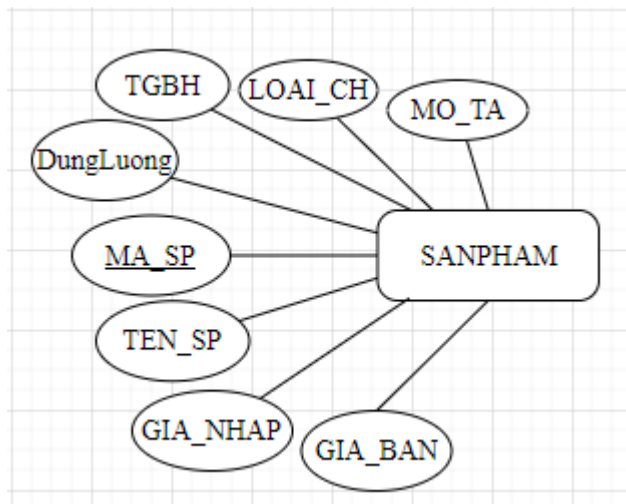 TGBH
LOAI_CH
MO_TA
DungLuong
MA_SP
SANPHAM
TEN_SP
GIA_NHAP
GIA_BAN